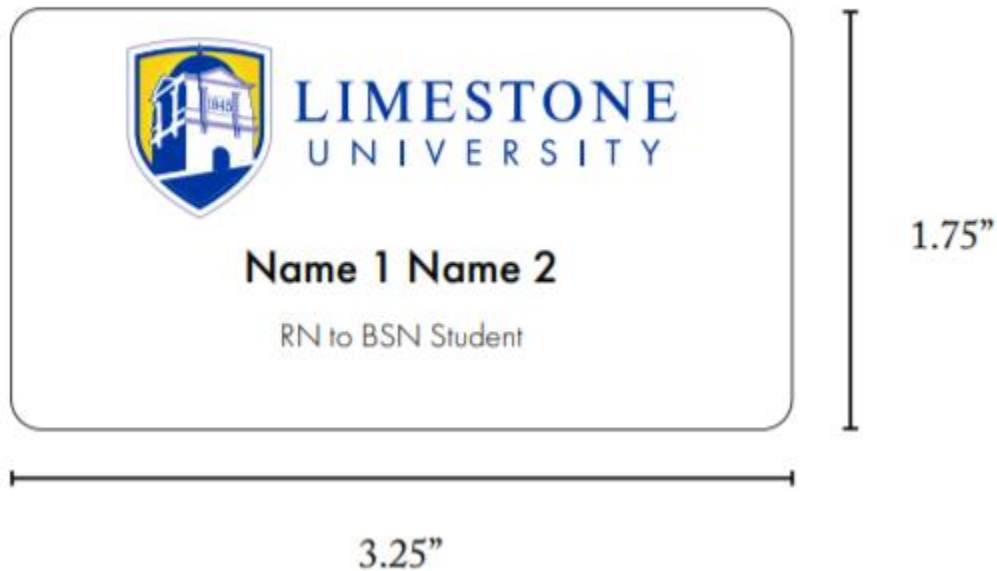 1845
LIMESTONE
UNIVERSITY
Name 1 Name 2
RN to BSN Student
1.75”
3.25”